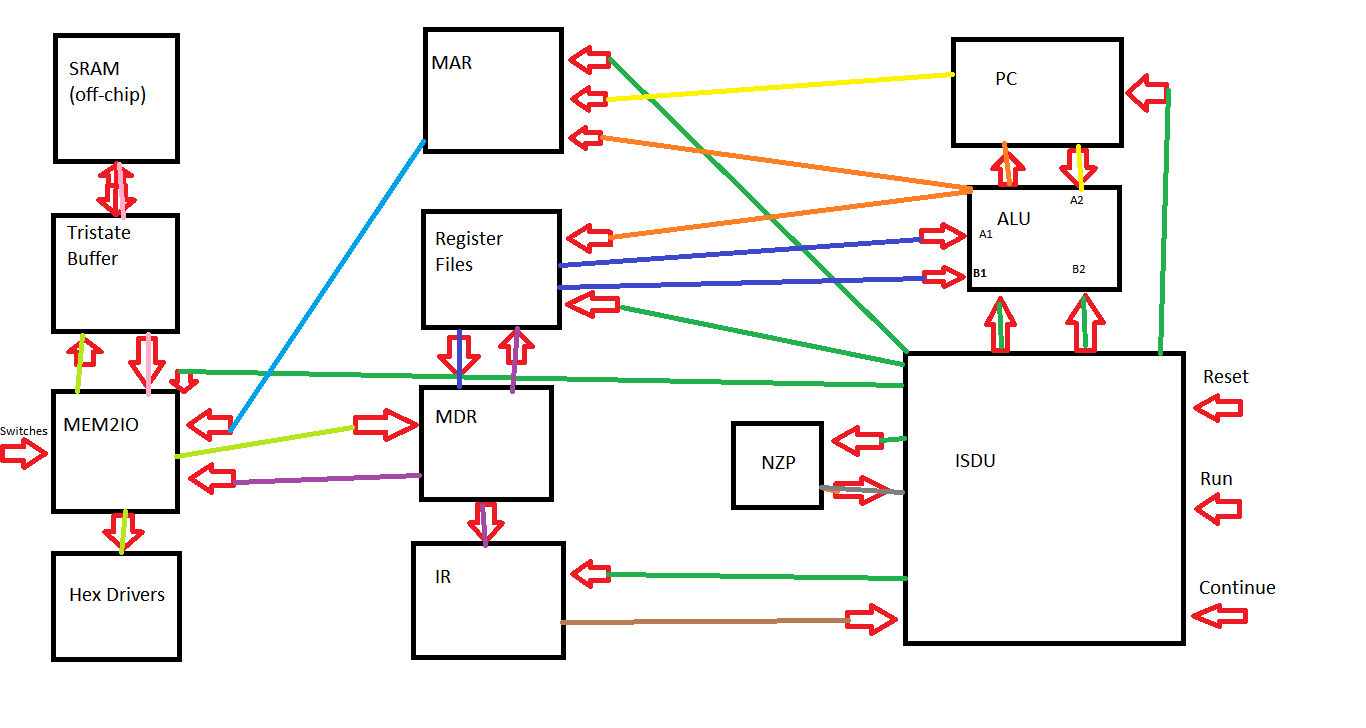 SRAM
(off-chip)
MAR
PC
Tristate
Buffer
Register
Files
ALU
A2
A1
B1
B2
MEM2IO
Switches
MDR
NZP
ISDU
Reset
Run
Continue
Hex Drivers
IR